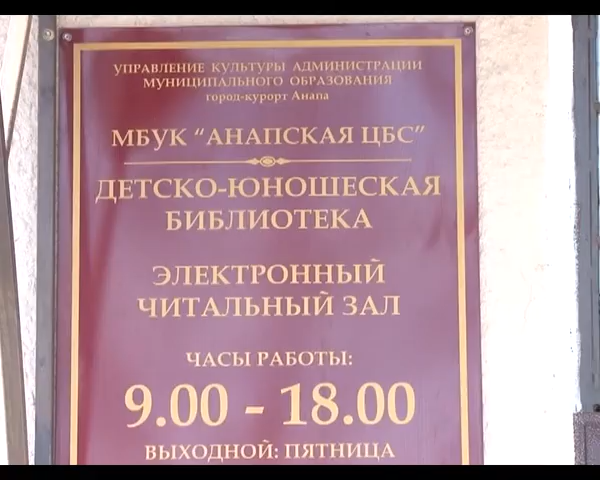 УПРАВЛЕНИЕ КУЛЬТУРЫ АДМИНИСТРАЦИИ
МУНИЦИПАЛЬНОГО ОБРАЗОВАНИЯ
город-курорт Анапа
МБУК “АНАПСКАЯ ЦБС”
ДЕТСКО-ЮНОШЕСКАЯ
БИБЛИОТЕКА
ЭЛЕКТРОННЫЙ
ЧИТАЛЬНЫЙ ЗАЛ
ЧАСЫ РАБОТЫ:
9.00 - 18.00
ВЫХОДНОЙ: ПЯТНИЦА